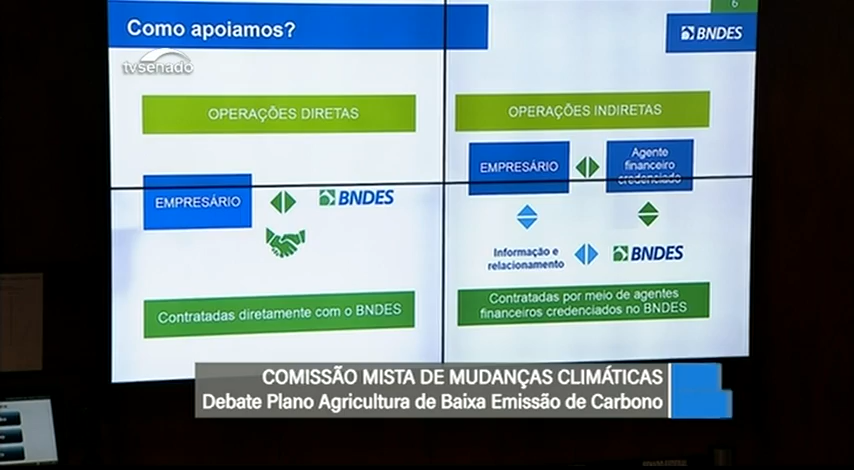 6
Como apoiamos?
BNDES
tvsenado
OPERAÇÕES DIRETAS
OPERAÇÕES INDIRETAS
EMPRESÁRIO
BNDES
EMPRESÁRIO
Agente
financeiro
credenciado
Informação e
relacionamento
BNDES
Contratadas diretamente com o BNDES
Contratadas por meio de agentes
financeiros credenciados no BNDES
COMISSÃO MISTA DE MUDANÇAS CLIMÁTICAS
Debate Plano Agricultura de Baixa Emissão de Carbono